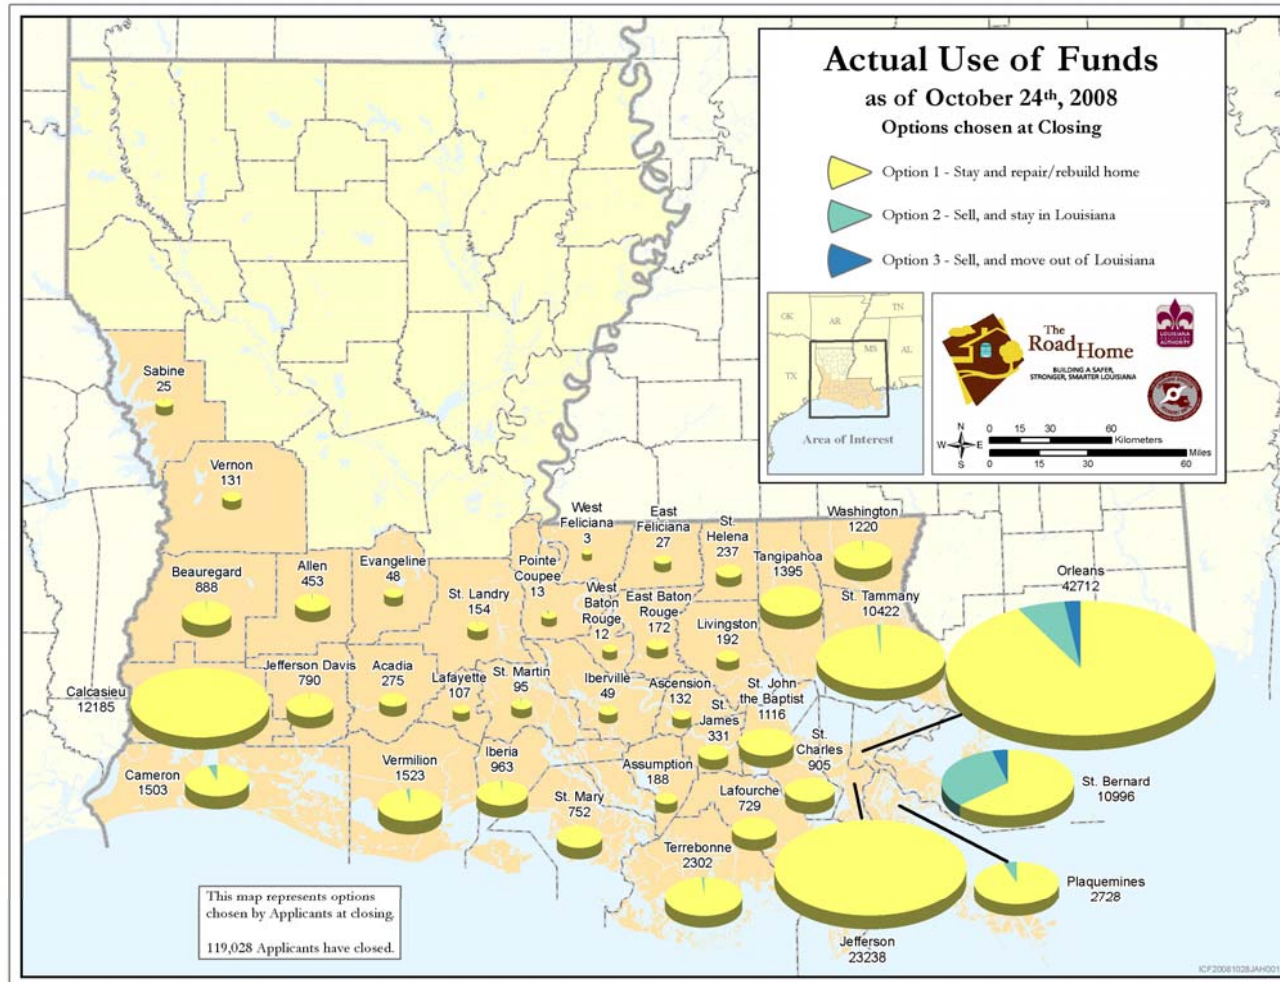 Actual Use of Funds
as of October 24th, 2008
Options chosen at Closing
Option 1 - Stay and repair/rebuild home
Option 2 - Sell, and stay in Louisiana
Option 3 - Sell, and move out of Louisiana
OK
AR
TN
MS
AL
TX
Area of Interest
The
Road Home
BUILDING A SAFER,
STRONGER, SMARTER LOUISIANA
LOUISIANA
AUTHORITY
N
W
E
S
0 15 30 60
Kilometers
0 15 30 60
Miles
Sabine
25
Vernon
131
Beauregard
888
Allen
453
Evangeline
48
St. Landry
154
Pointe
Coupee
13
West
Feliciana
3
East
Feliciana
27
St.
Helena
237
Tangipahoa
1395
Washington
1220
West
Baton
Rouge
12
East Baton
Rouge
172
Livingston
192
St. Tammany
10422
Orleans
42712
Calcasieu
12185
Jefferson Davis
790
Acadia
275
Lafayette
107
St. Martin
95
Iberville
49
Ascension
132
St. James
331
St. John
the Baptist
1116
St.
Charles
905
Cameron
1503
Vermilion
1523
Iberia
963
St. Mary
752
Assumption
188
Lafourche
729
Terrebonne
2302
Jefferson
23238
St. Bernard
10996
Plaquemines
2728
This map represents options
chosen by Applicants at closing.
119,028 Applicants have closed.
ICF20081028JAH001